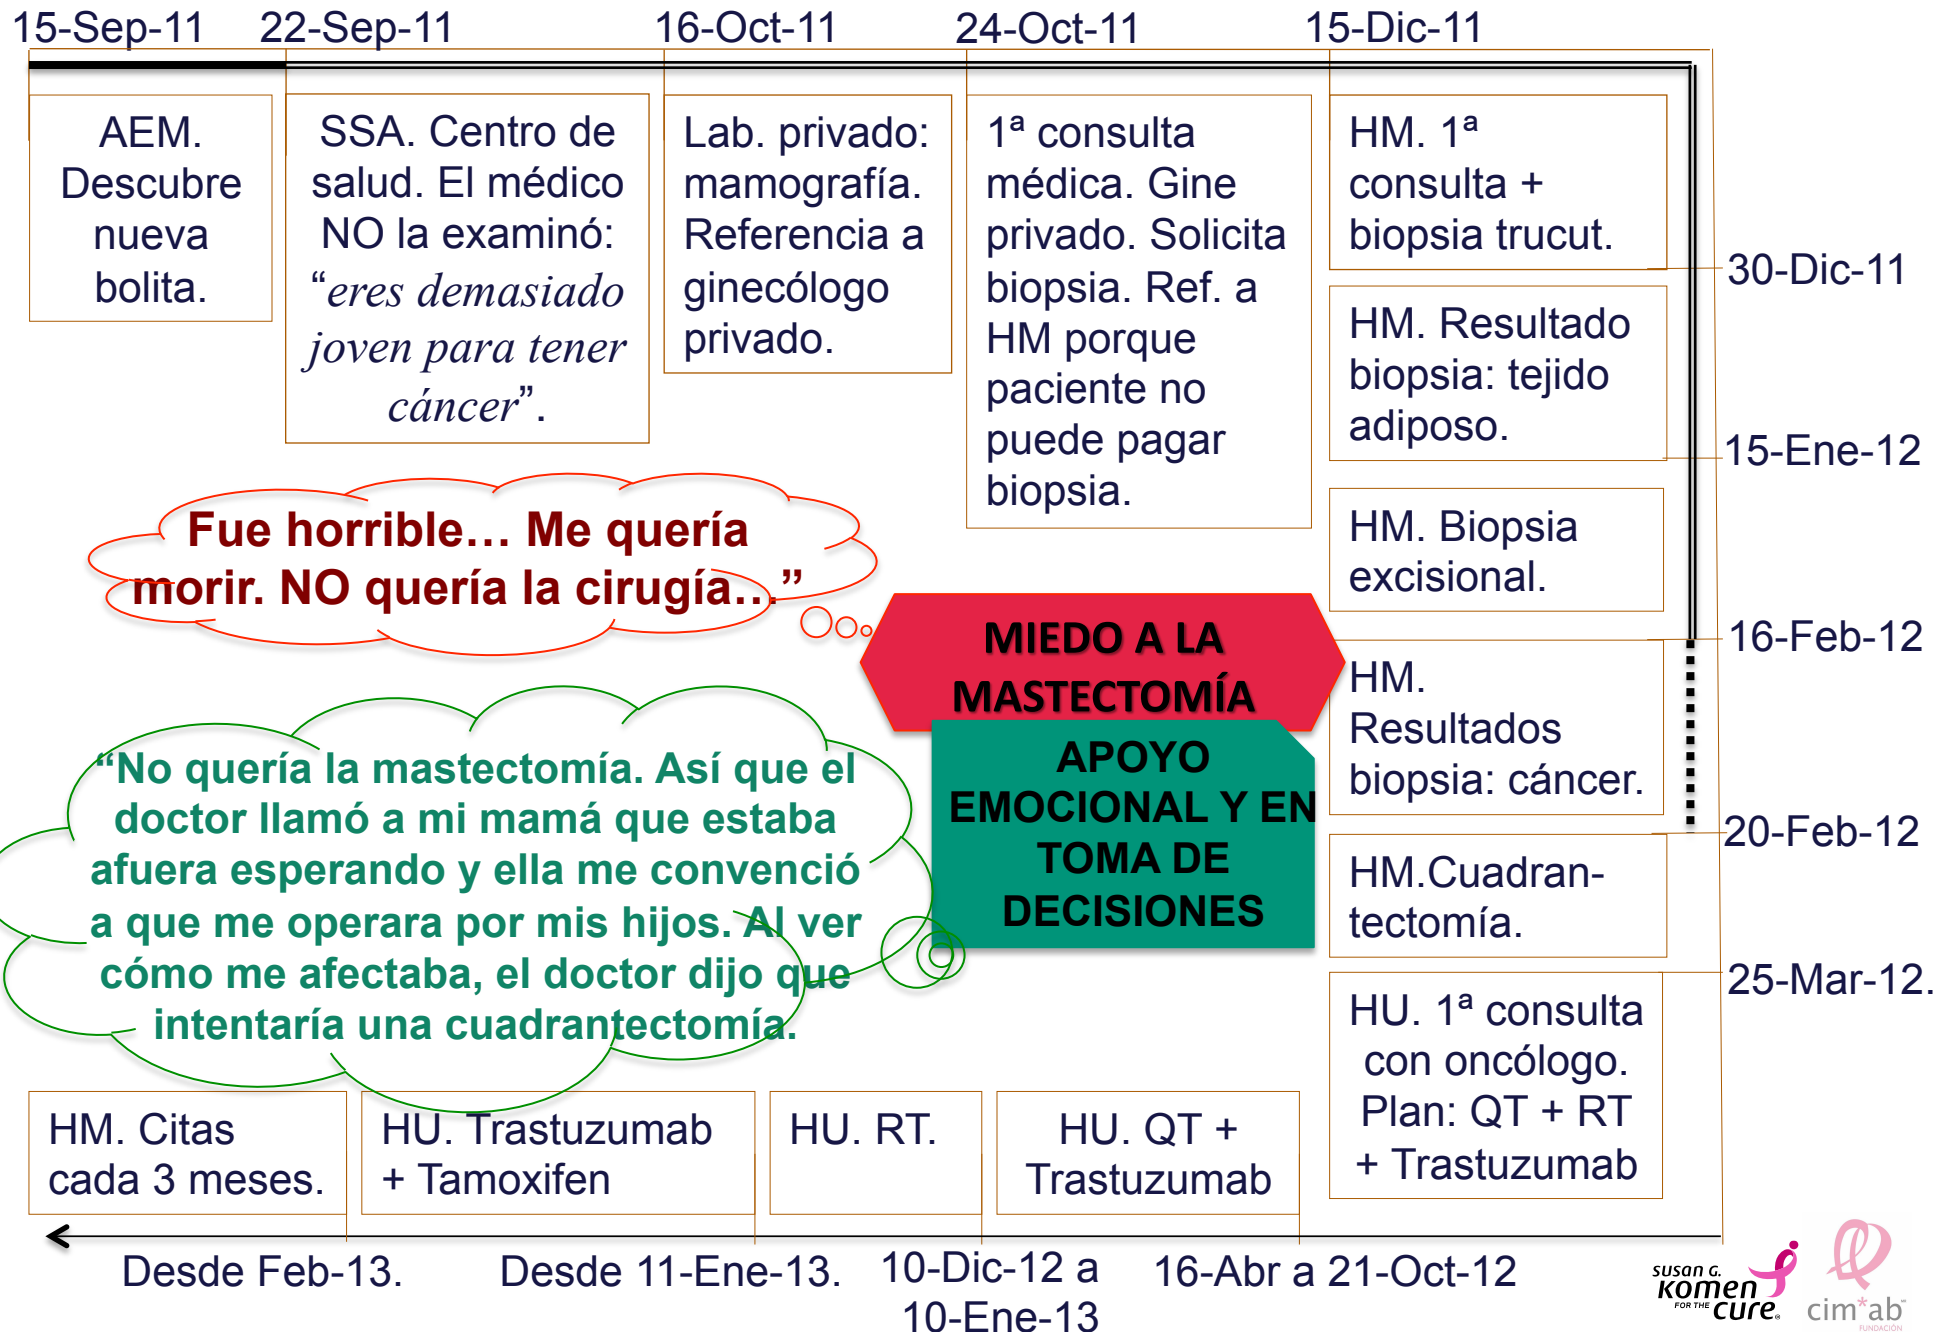 15-Sep-11
22-Sep-11
16-Oct-11
24-Oct-11
15-Dic-11
AEM.
Descubre
nueva
bolita.
SSA. Centro de
salud. El médico
NO la examinó:
“eres demasiado
joven para tener
cáncer”.
Lab. privado:
mamografía.
Referencia a
ginecólogo
privado.
1ª consulta
médica. Gine
privado. Solicita
biopsia. Ref. a
HM porque
paciente no
puede pagar
biopsia.
HM. 1ª
consulta +
biopsia trucut.
30-Dic-11
HM. Resultado
biopsia: tejido
adiposo.
15-Ene-12
HM. Biopsia
excisional.
16-Feb-12
HM.
Resultados
biopsia: cáncer.
20-Feb-12
HM.Cuadran-
tectomía.
25-Mar-12.
HU. 1ª consulta
con oncólogo.
Plan: QT + RT
+ Trastuzumab
Fue horrible… Me quería
morir. NO quería la cirugía…”
MIEDO A LA
MASTECTOMÍA
APOYO
EMOCIONAL Y EN
TOMA DE
DECISIONES
“No quería la mastectomía. Así que el
doctor llamó a mi mamá que estaba
afuera esperando y ella me convenció
a que me operara por mis hijos. Al ver
cómo me afectaba, el doctor dijo que
intentaría una cuadrantectomía.
HM. Citas
cada 3 meses.
HU. Trastuzumab
+ Tamoxifen
HU. RT.
HU. QT +
Trastuzumab
Desde Feb-13.
Desde 11-Ene-13.
10-Dic-12 a
10-Ene-13
16-Abr a 21-Oct-12
susan G.
Komen
FOR THE cure®
cim*ab
FUNDACIÓN